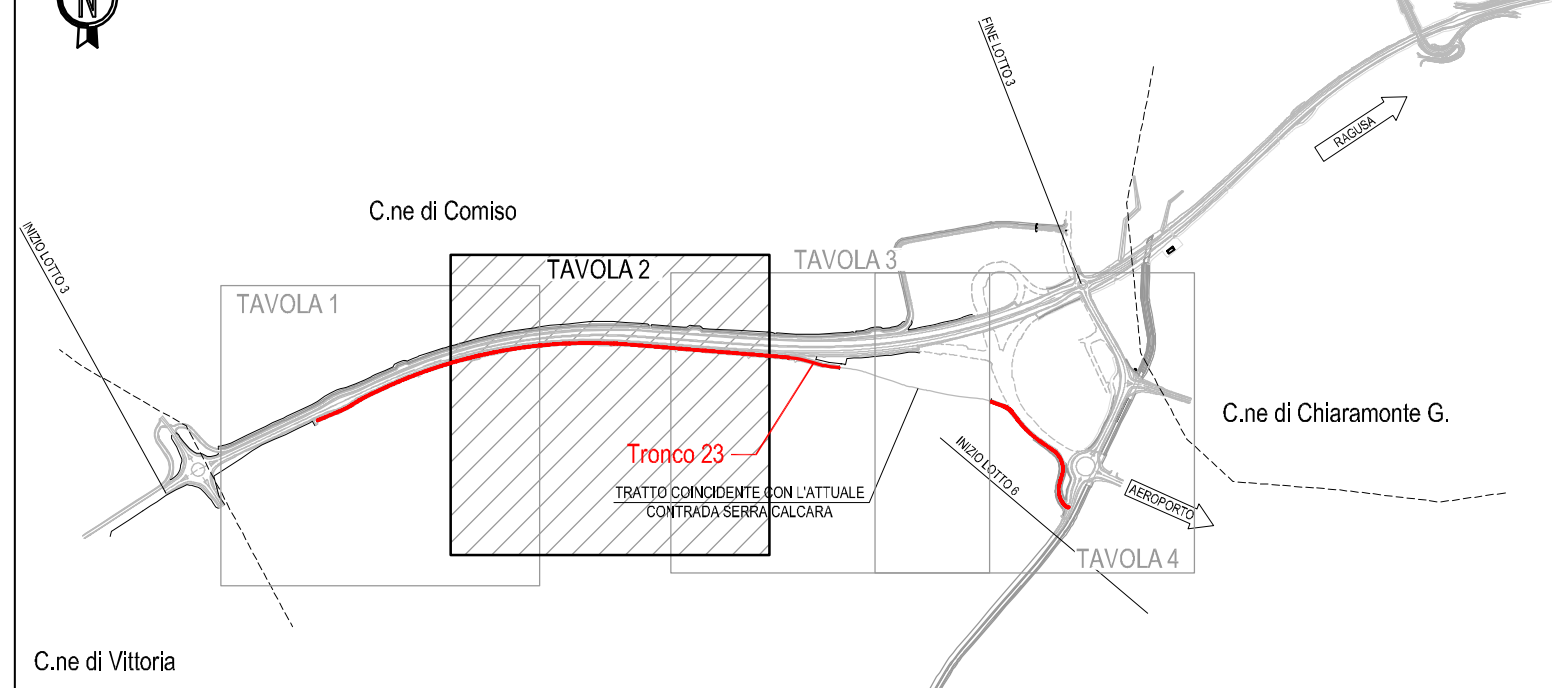 N
FINE LOTTO 3
RAGUSA
C.ne di Comiso
INIZIO LOTTO 3
TAVOLA 2
TAVOLA 3
TAVOLA 1
C.ne di Chiaramonte G.
Tronco 23
INIZIO LOTTO 6
TRATTO COINCIDENTE CON L'ATTUALE
CONTRADA SERRA CALCARA
AEROPORTO
TAVOLA 4
C.ne di Vittoria